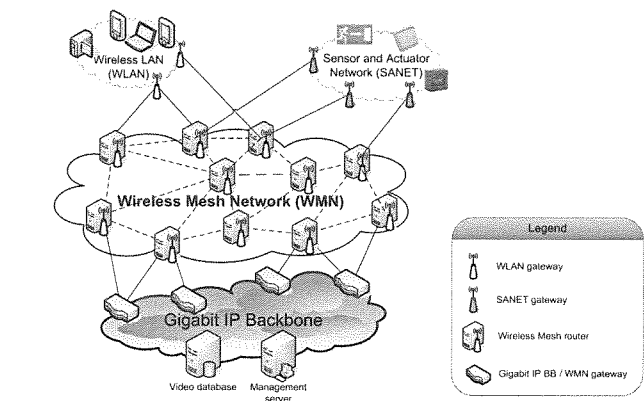 Wireless LAN
(WLAN)
Sensor and Actuator
Network (SANET)
Wireless Mesh Network (WMN)
Gigabit IP Backbone
Video database
Management
server
Legend
WLAN gateway
SANET gateway
Wireless Mesh router
Gigabit IP BB / WMN gateway